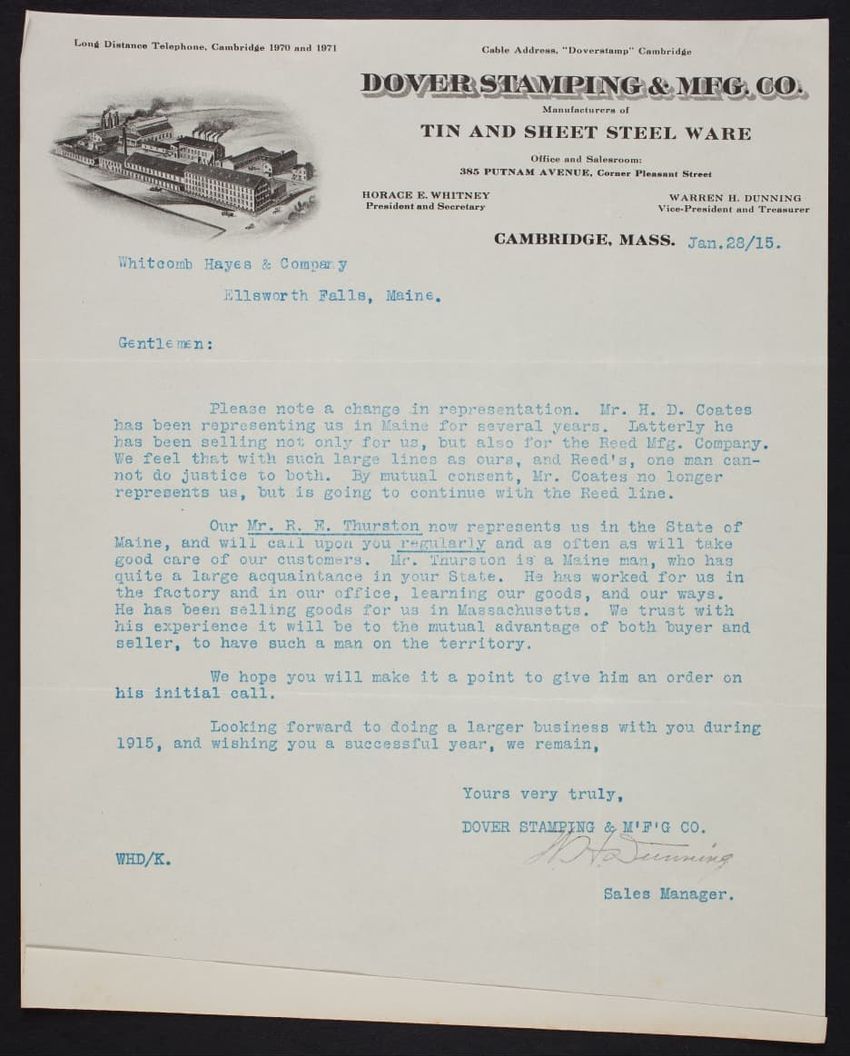 Long Distance Telephone, Cambridge 1970 and 1971
Cable Address, "Doverstamp" Cambridge
DOVER STAMPING & MFG. CO.
Manufacturers of
TIN AND SHEET STEEL WARE
Office and Salesroom:
385 PUTNAM AVENUE, Corner Pleasant Street
HORACE E. WHITNEY
President and Secretary
WARREN H. DUNNING
Vice-President and Treasurer
CAMBRIDGE, MASS. Jan.28/15.
Whitcomb Hayes & Company
Ellsworth Falls, Maine.
Gentlemen:
Please note a change in representation. Mr. H. D. Coates
has been representing us in Maine for several years. Latterly he
has been selling not only for us, but also for the Reed Mfg. Company.
We feel that with such large lines as ours, and Reed's, one man can-
not do justice to both. By mutual consent, Mr. Coates no longer
represents us, but is going to continue with the Reed line.
Our Mr. R. E. Thurston now represents us in the State of
Maine, and will call upon you regularly and as often as will take
good care of our customers. Mr. Thurston is a Maine man, who has
quite a large acquaintance in your State. He has worked for us in
the factory and in our office, learning our goods, and our ways.
He has been selling goods for us in Massachusetts. We trust with
his experience it will be to the mutual advantage of both buyer and
seller, to have such a man on the territory.
We hope you will make it a point to give him an order on
his initial call.
Looking forward to doing a larger business with you during
1915, and wishing you a successful year, we remain,
Yours very truly,
DOVER STAMPING & M'F'G CO.
W H Dunning
WHD/K.
Sales Manager.